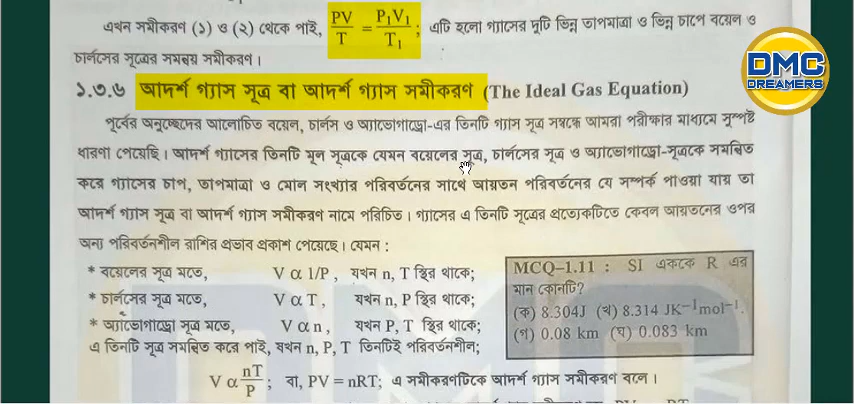 এখন সমীকরণ (১) ও (২) থেকে পাই, PV/T = P₁V₁/T₁ ; এটি হলো গ্যাসের দুটি ভিন্ন তাপমাত্রা ও ভিন্ন চাপে বয়েল ও
চার্লসের সূত্রের সমন্বয় সমীকরণ।
DMC
DREAMERS
১.৩.৬ আদর্শ গ্যাস সূত্র বা আদর্শ গ্যাস সমীকরণ (The Ideal Gas Equation)
পূর্বের অনুচ্ছেদের আলোচিত বয়েল, চার্লস ও অ্যাভোগাড্রো-এর তিনটি গ্যাস সূত্র সম্বন্ধে আমরা পরীক্ষার মাধ্যমে সুস্পষ্ট
ধারণা পেয়েছি। আদর্শ গ্যাসের তিনটি মূল সূত্রকে যেমন বয়েলের সূত্র, চার্লসের সূত্র ও অ্যাভোগাড্রো-সূত্রকে সমন্বিত
করে গ্যাসের চাপ, তাপমাত্রা ও মোল সংখ্যার পরিবর্তনের সাথে আয়তন পরিবর্তনের যে সম্পর্ক পাওয়া যায় তা
আদর্শ গ্যাস সূত্র বা আদর্শ গ্যাস সমীকরণ নামে পরিচিত। গ্যাসের এ তিনটি সূত্রের প্রত্যেকটিতে কেবল আয়তনের ওপর
অন্য পরিবর্তনশীল রাশির প্রভাব প্রকাশ পেয়েছে। যেমন :
* বয়েলের সূত্র মতে, V α 1/P, যখন n, T স্থির থাকে;
* চার্লসের সূত্র মতে, V α T, যখন n, P স্থির থাকে;
* অ্যাভোগাড্রো সূত্র মতে, V α n, যখন P, T স্থির থাকে;
এ তিনটি সূত্র সমন্বিত করে পাই, যখন n, P, T তিনটিই পরিবর্তনশীল;
V α nT/P ; বা, PV = nRT; এ সমীকরণটিকে আদর্শ গ্যাস সমীকরণ বলে।
MCQ–1.11 : SI এককে R এর
মান কোনটি?
(ক) 8.304J (খ) 8.314 JK⁻¹mol⁻¹.
(গ) 0.08 km (ঘ) 0.083 km